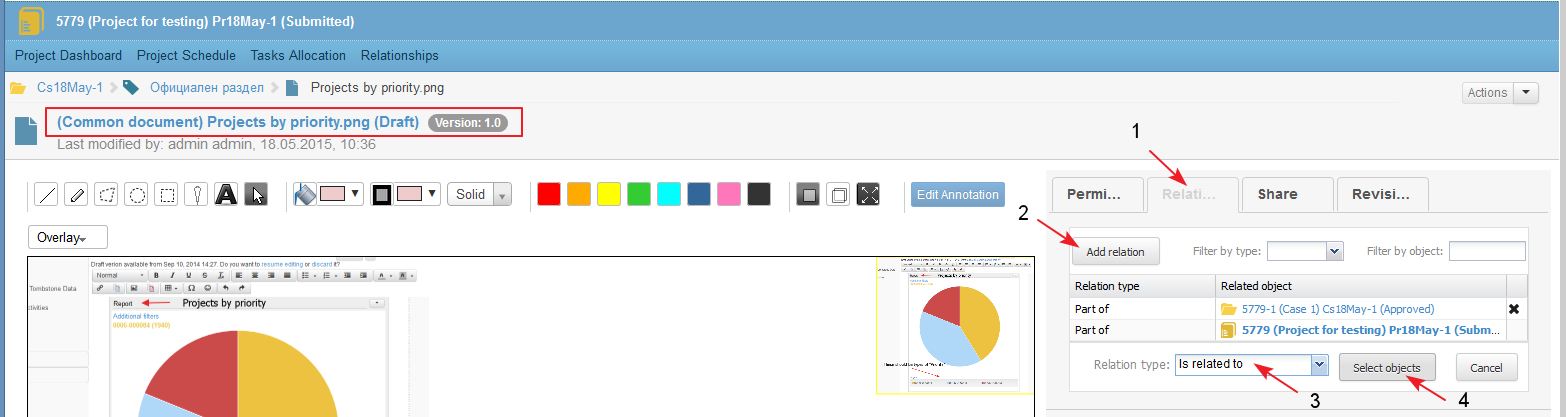 5779 (Project for testing) Pr18May-1 (Submitted)
Project Dashboard Project Schedule Tasks Allocation Relationships
Cs18May-1 Официален раздел Projects by priority.png
Actions
(Common document) Projects by priority.png (Draft) Version: 1.0
Last modified by: admin admin, 18.05.2015, 10:36
1
A Solid Edit Annotation
Permi... Relati... Share Revisi...
2
Overlay
Add relation Filter by type: Filter by object:
Draft verion available from Sep 10, 2014 14:27. Do you want to resume editing or discard it?
Normal B I U S T
Tombstone Data
Report Projects by priority
Additional filters
Projects by priority
Relation type Related object
Part of 5779-1 (Case 1) Cs18May-1 (Approved)
Part of 5779 (Project for testing) Pr18May-1 (Subm...
Relation type: Is related to Select objects Cancel
3 4